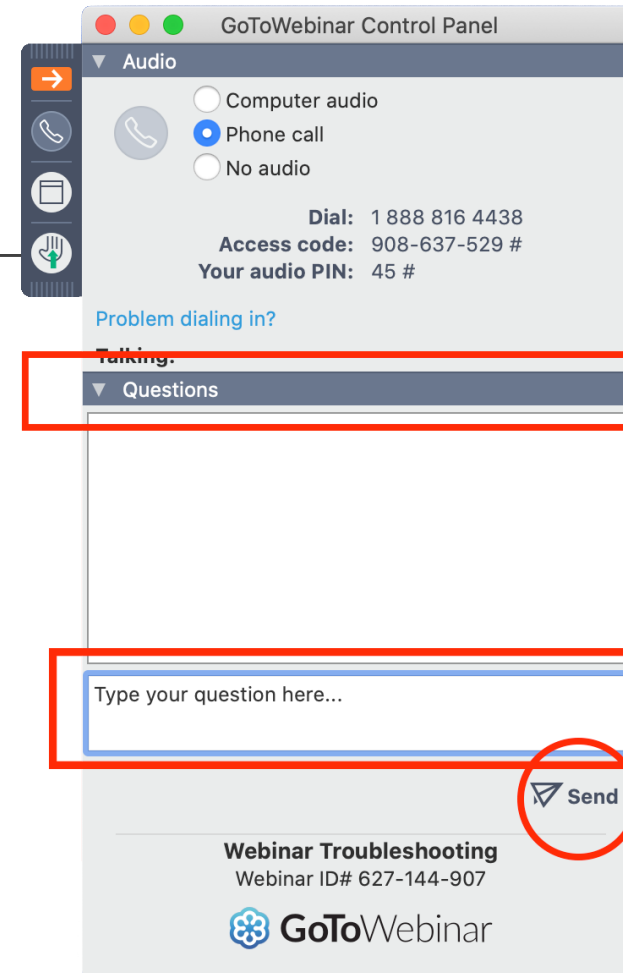 GoToWebinar Control Panel
Audio
Computer audio
Phone call
No audio
Dial: 1 888 816 4438
Access code: 908-637-529 #
Your audio PIN: 45 #
Problem dialing in?
Talking:
Questions
Type your question here...
Send
Webinar Troubleshooting
Webinar ID# 627-144-907
GoToWebinar